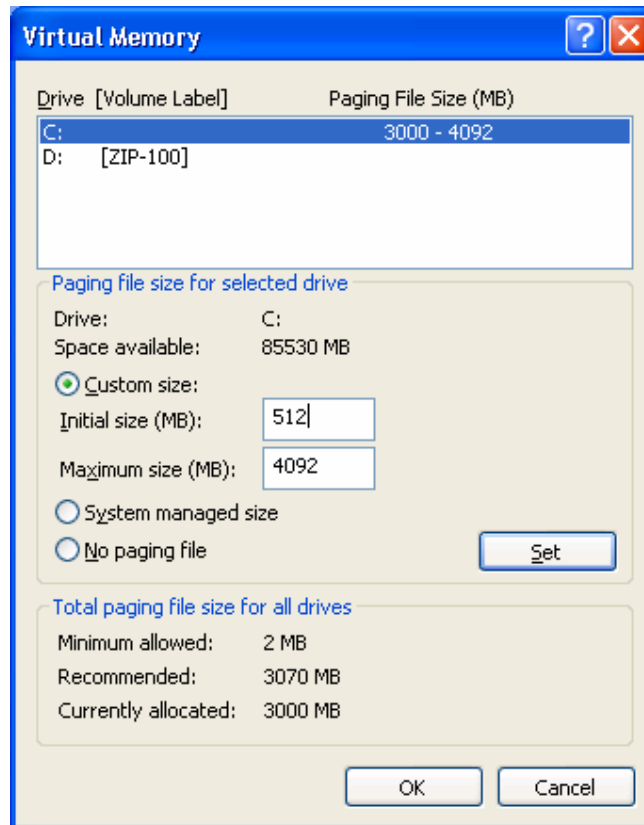 Virtual Memory
Drive [Volume Label] Paging File Size (MB)
C: 3000 - 4092
D: [ZIP-100]
Paging file size for selected drive
Drive: C:
Space available: 85530 MB
Custom size:
Initial size (MB): 512
Maximum size (MB): 4092
System managed size
No paging file
Set
Total paging file size for all drives
Minimum allowed: 2 MB
Recommended: 3070 MB
Currently allocated: 3000 MB
OK Cancel